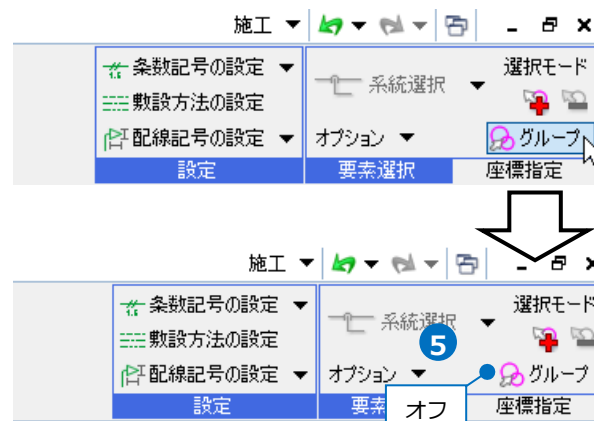 施工
条数記号の設定
系統選択
選択モード
敷設方法の設定
配線記号の設定
オプション
グループ
設定
要素選択
座標指定
施工
条数記号の設定
系統選択
選択モード
敷設方法の設定
5
配線記号の設定
オプション
グループ
設定
要素
オフ
座標指定